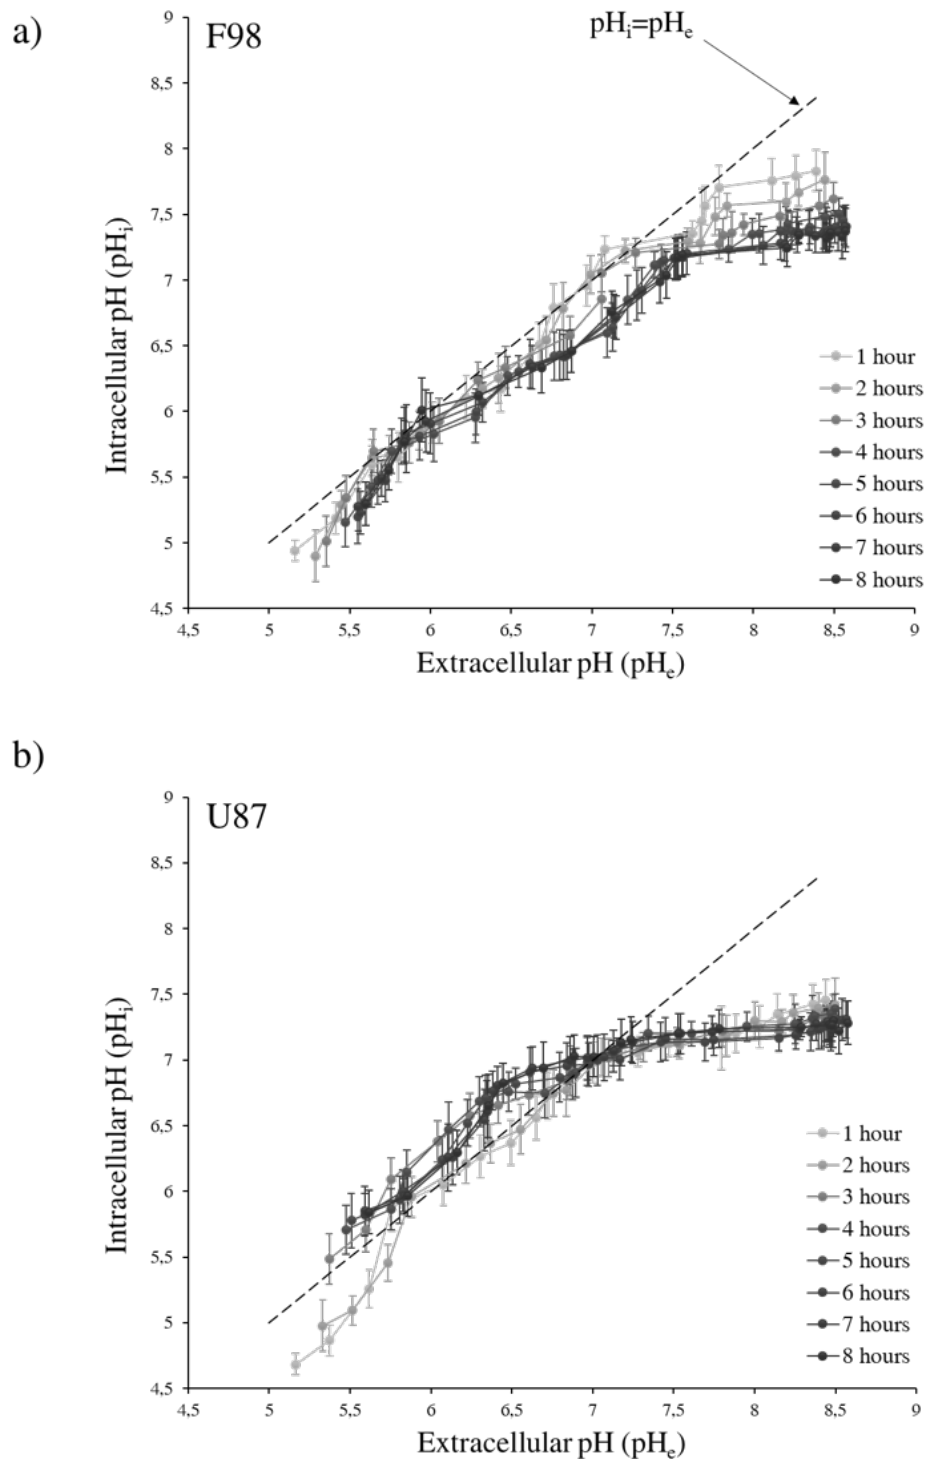 a)
F98
pHi=pHe
9
8,5
8
7,5
7
6,5
6
5,5
5
4,5
Intracellular pH (pHi)
1 hour
2 hours
3 hours
4 hours
5 hours
6 hours
7 hours
8 hours
4,5 5 5,5 6 6,5 7 7,5 8 8,5 9
Extracellular pH (pHe)
b)
U87
9
8,5
8
7,5
7
6,5
6
5,5
5
4,5
Intracellular pH (pHi)
1 hour
2 hours
3 hours
4 hours
5 hours
6 hours
7 hours
8 hours
4,5 5 5,5 6 6,5 7 7,5 8 8,5 9
Extracellular pH (pHe)